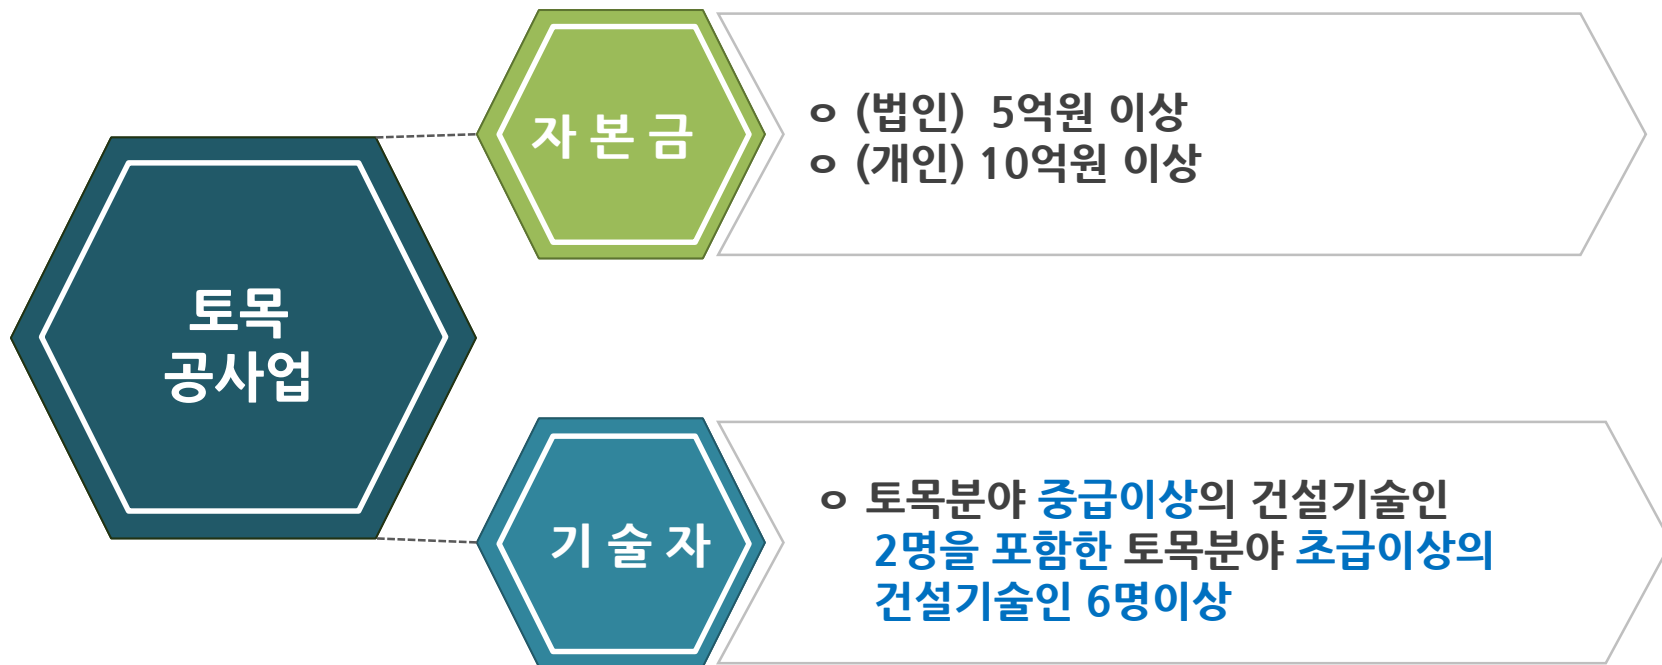 토목
공사업
자 본 금
ㅇ (법인)  5억원 이상
ㅇ (개인) 10억원 이상
기 술 자
ㅇ 토목분야 중급이상의 건설기술인
2명을 포함한 토목분야 초급이상의
건설기술인 6명이상